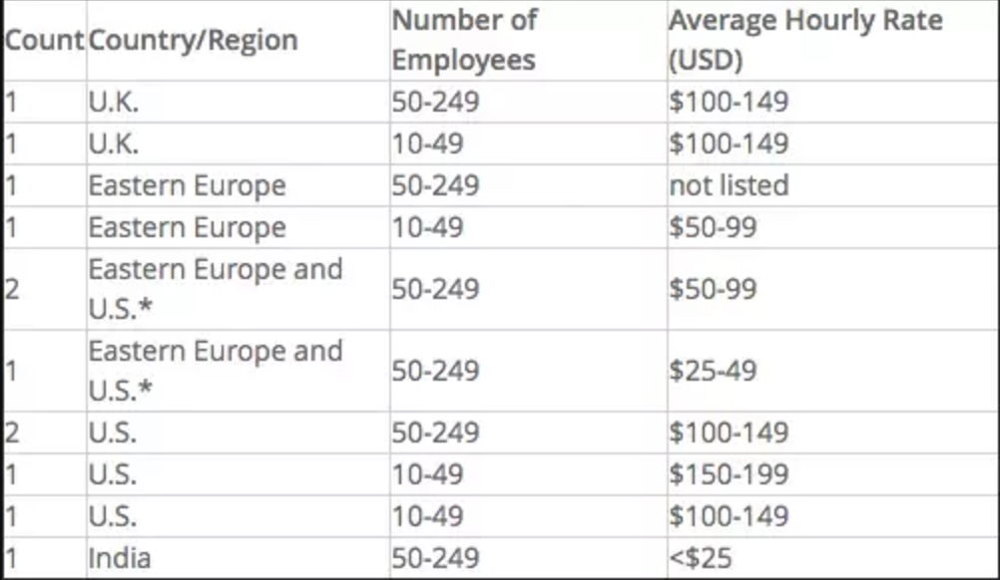 Count Country/Region Number of Employees Average Hourly Rate (USD)
1 U.K. 50-249 $100-149
1 U.K. 10-49 $100-149
1 Eastern Europe 50-249 not listed
1 Eastern Europe 10-49 $50-99
2 Eastern Europe and U.S.* 50-249 $50-99
1 Eastern Europe and U.S.* 50-249 $25-49
2 U.S. 50-249 $100-149
1 U.S. 10-49 $150-199
1 U.S. 10-49 $100-149
1 India 50-249 <$25